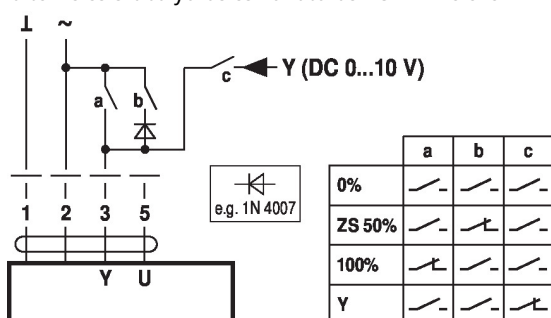 ⊥ ~
a b c Y (DC 0...10 V)
1 2 3 5
e.g. 1N 4007
Y U
a b c
0%
ZS 50%
100%
Y